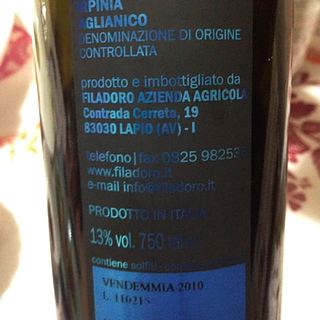 RPINIA
AGLIANICO
DENOMINAZIONE DI ORIGINE
CONTROLLATA
prodotto e imbottigliato da
FILADORO AZIENDA AGRICOLA
Contrada Cerreto, 19
83030 LAPIO (AV) - I
telefono|fax 0825 98253
www.filadoro.it
e-mail info@filadoro.it
PRODOTTO IN ITALIA
13% vol. 750
contiene solfiti -
VENDEMMIA 2010
L 11021S